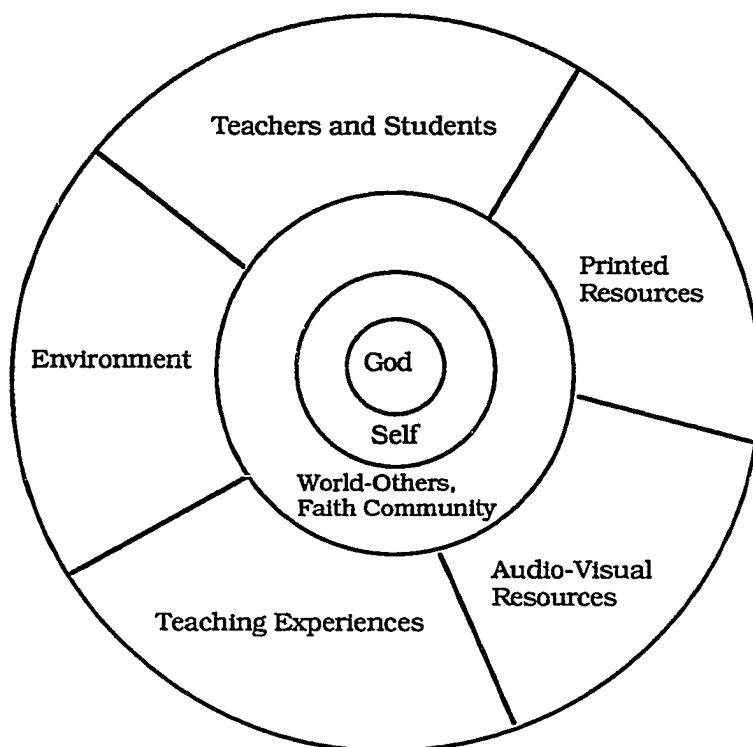 Teachers and Students
Printed
Resources
Environment
God
Self
World-Others,
Faith Community
Audio-Visual
Resources
Teaching Experiences